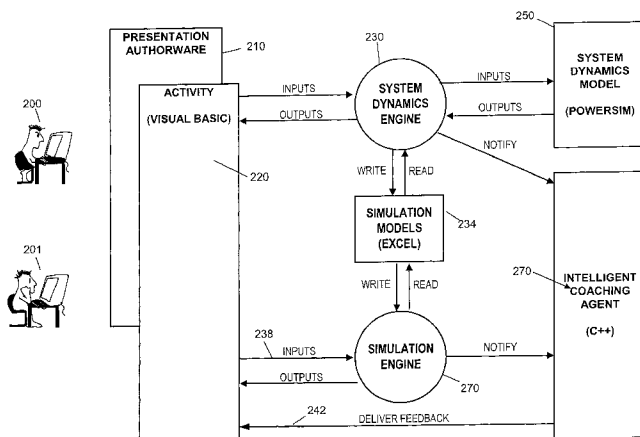 PRESENTATION
AUTHORWARE
210
ACTIVITY
(VISUAL BASIC)
220
200
201
230
SYSTEM
DYNAMICS
ENGINE
INPUTS
OUTPUTS
INPUTS
OUTPUTS
250
SYSTEM
DYNAMICS
MODEL
(POWERSIM)
NOTIFY
WRITE
READ
SIMULATION
MODELS
(EXCEL)
234
WRITE
READ
270
INTELLIGENT
COACHING
AGENT
(C++)
238
INPUTS
OUTPUTS
SIMULATION
ENGINE
270
NOTIFY
242
DELIVER FEEDBACK